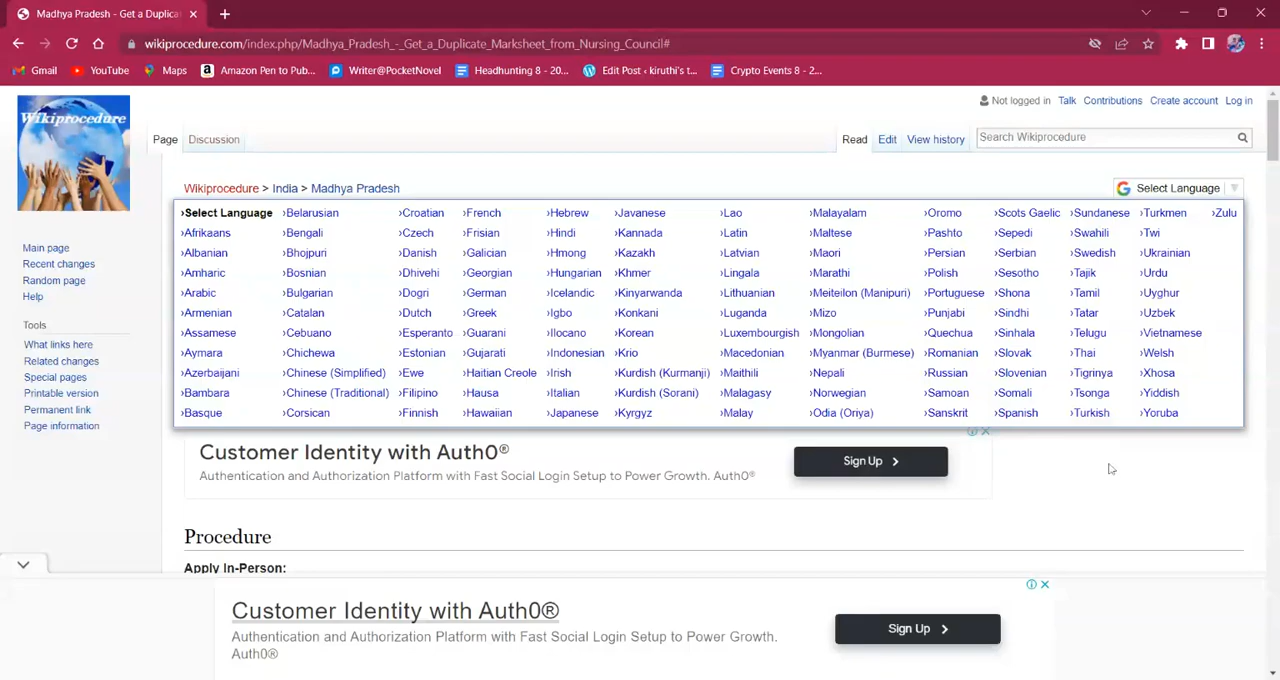 Madhya Pradesh - Get a Duplica
wikiprocedure.com/index.php/Madhya_Pradesh_-_Get_a_Duplicate_Marksheet_from_Nursing_Council#
Gmail YouTube Maps Amazon Pen to Pub... Writer@PocketNovel Headhunting 8 - 20... Edit Post ‹ kiruthi's t... Crypto Events 8 - 2...
Not logged in Talk Contributions Create account Log in
Wikiprocedure
Page Discussion Read Edit View history Search Wikiprocedure
Wikiprocedure > India > Madhya Pradesh Select Language
›Select Language ›Belarusian ›Croatian ›French ›Hebrew ›Javanese ›Lao ›Malayalam ›Oromo ›Scots Gaelic ›Sundanese ›Turkmen ›Zulu
›Afrikaans ›Bengali ›Czech ›Frisian ›Hindi ›Kannada ›Latin ›Maltese ›Pashto ›Sepedi ›Swahili ›Twi
›Albanian ›Bhojpuri ›Danish ›Galician ›Hmong ›Kazakh ›Latvian ›Maori ›Persian ›Serbian ›Swedish ›Ukrainian
›Amharic ›Bosnian ›Dhivehi ›Georgian ›Hungarian ›Khmer ›Lingala ›Marathi ›Polish ›Sesotho ›Tajik ›Urdu
›Arabic ›Bulgarian ›Dogri ›German ›Icelandic ›Kinyarwanda ›Lithuanian ›Meiteilon (Manipuri) ›Portuguese ›Shona ›Tamil ›Uyghur
›Armenian ›Catalan ›Dutch ›Greek ›Igbo ›Konkani ›Luganda ›Mizo ›Punjabi ›Sindhi ›Tatar ›Uzbek
›Assamese ›Cebuano ›Esperanto ›Guarani ›Ilocano ›Korean ›Luxembourgish ›Mongolian ›Quechua ›Sinhala ›Telugu ›Vietnamese
›Aymara ›Chichewa ›Estonian ›Gujarati ›Indonesian ›Krio ›Macedonian ›Myanmar (Burmese) ›Romanian ›Slovak ›Thai ›Welsh
›Azerbaijani ›Chinese (Simplified) ›Ewe ›Haitian Creole ›Irish ›Kurdish (Kurmanji) ›Maithili ›Nepali ›Russian ›Slovenian ›Tigrinya ›Xhosa
›Bambara ›Chinese (Traditional) ›Filipino ›Hausa ›Italian ›Kurdish (Sorani) ›Malagasy ›Norwegian ›Samoan ›Somali ›Tsonga ›Yiddish
›Basque ›Corsican ›Finnish ›Hawaiian ›Japanese ›Kyrgyz ›Malay ›Odia (Oriya) ›Sanskrit ›Spanish ›Turkish ›Yoruba
Main page
Recent changes
Random page
Help
Tools
What links here
Related changes
Special pages
Printable version
Permanent link
Page information
Customer Identity with Auth0®
Authentication and Authorization Platform with Fast Social Login Setup to Power Growth. Auth0®
Sign Up
Procedure
Apply In-Person:
Customer Identity with Auth0®
Authentication and Authorization Platform with Fast Social Login Setup to Power Growth.
Auth0®
Sign Up